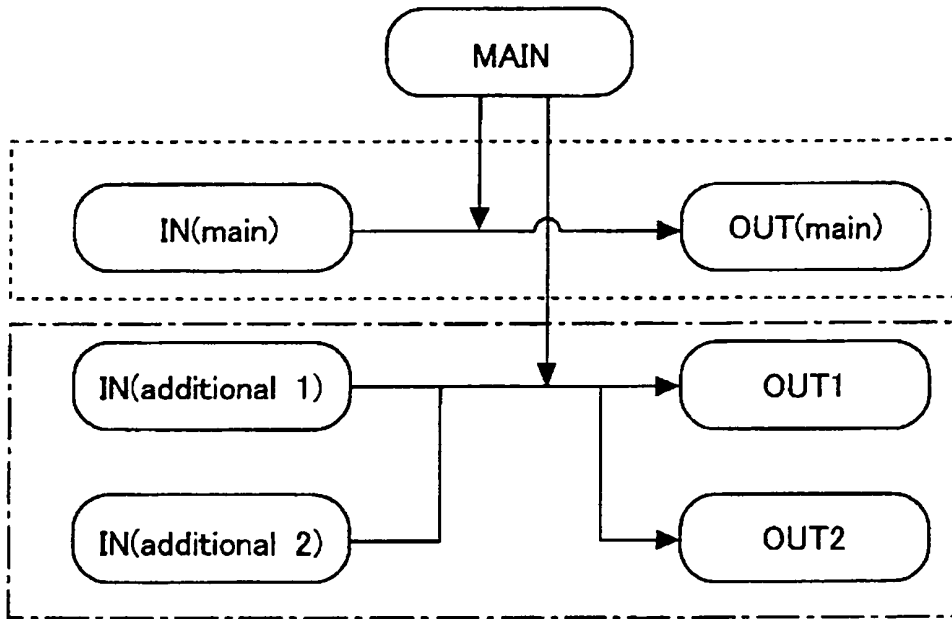 MAIN
IN(main)
OUT(main)
IN(additional 1)
OUT1
IN(additional 2)
OUT2